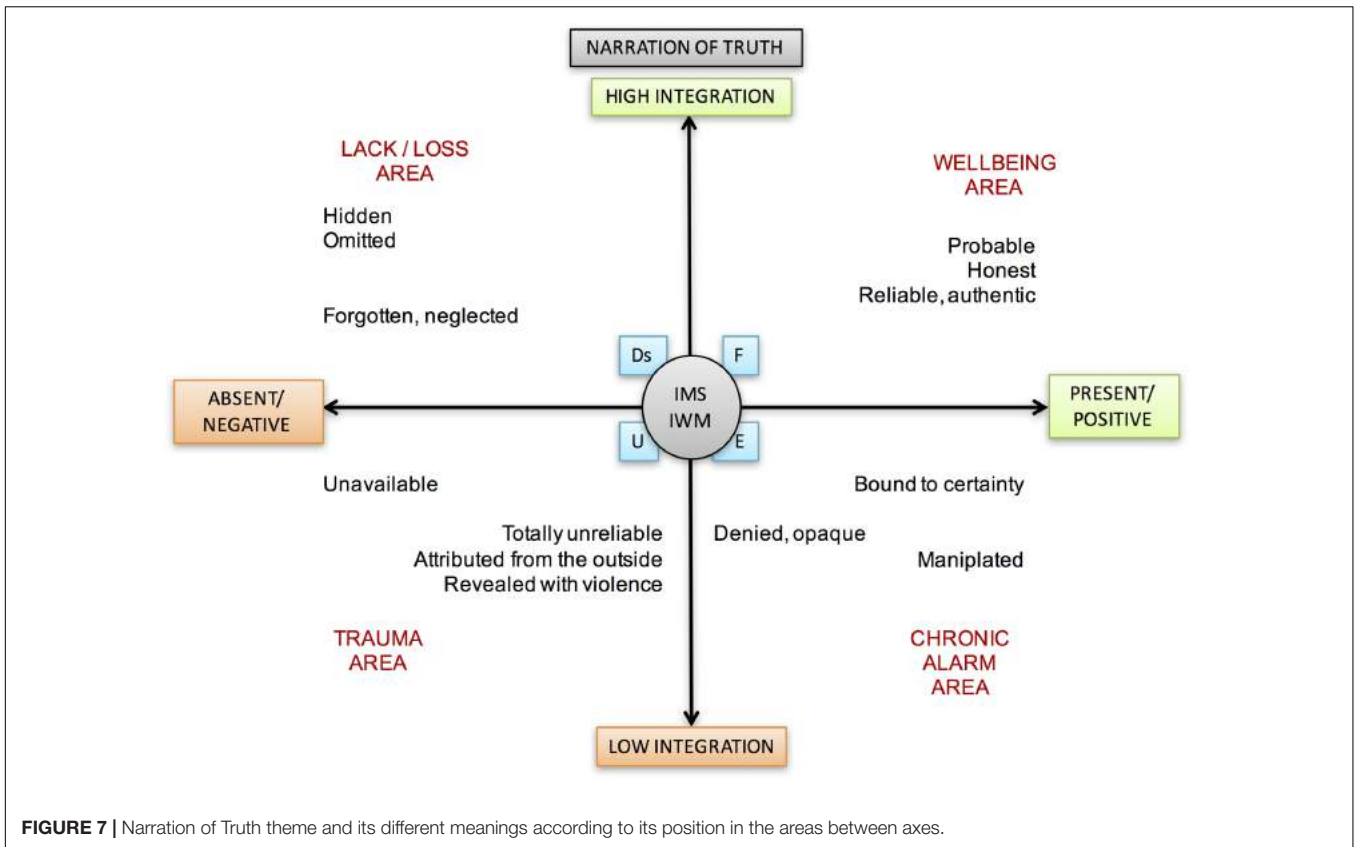 NARRATION OF TRUTH
HIGH INTEGRATION
LACK / LOSS
AREA
WELLBEING
AREA
Hidden
Omitted
Probable
Honest
Reliable, authentic
Forgotten, neglected
Ds
F
ABSENT/
NEGATIVE
IMS
IWM
PRESENT/
POSITIVE
U
E
Unavailable
Bound to certainty
Totally unreliable
Attributed from the outside
Revealed with violence
Denied, opaque
Maniplated
TRAUMA
AREA
CHRONIC
ALARM
AREA
LOW INTEGRATION
FIGURE 7 | Narration of Truth theme and its different meanings according to its position in the areas between axes.